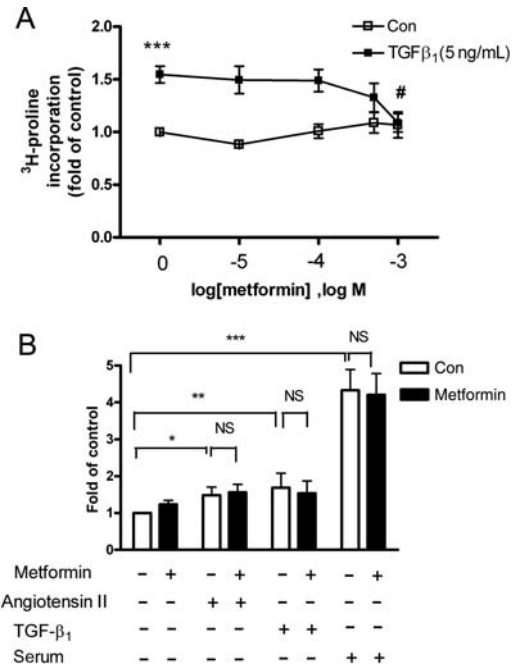 A
Con
TGFβ₁(5 ng/mL)
***
#
³H-proline
incorporation
(fold of control)
2.0
1.5
1.0
0.5
0.0
0 -5 -4 -3
log[metformin] ,log M
B
***
NS
Con
Metformin
**
NS
*
NS
Fold of control
5
4
3
2
1
0
Metformin − + − + − + − +
Angiotensin II − − + + − − − −
TGF-β₁ − − − − + + − −
Serum − − − − − − + +